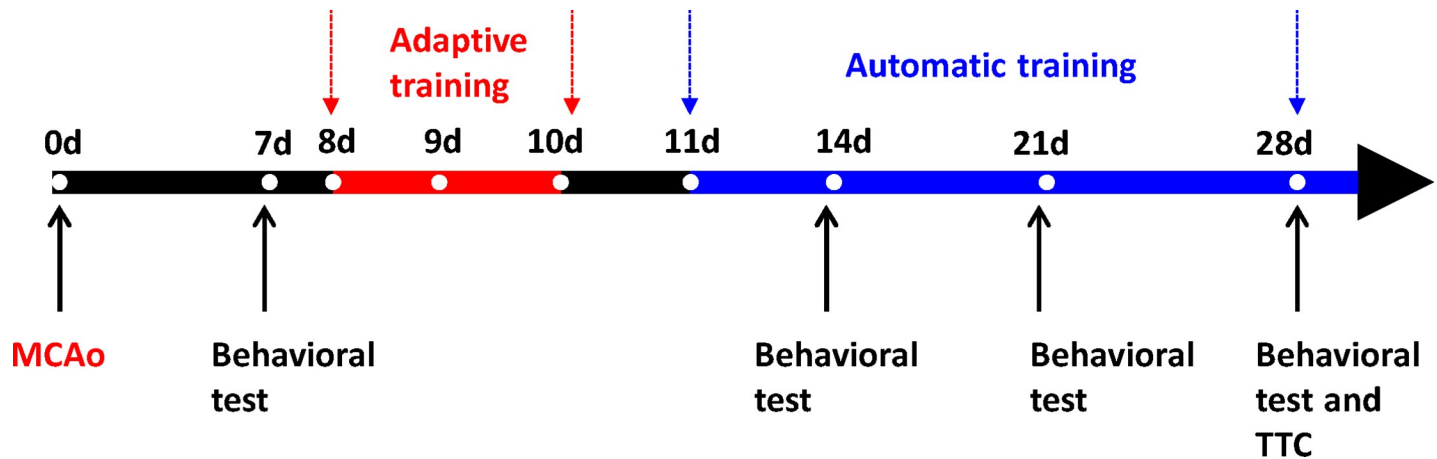 Adaptive
training
Automatic training
0d
7d
8d
9d
10d
11d
14d
21d
28d
MCAo
Behavioral
test
Behavioral
test
Behavioral
test
Behavioral
test and
TTC